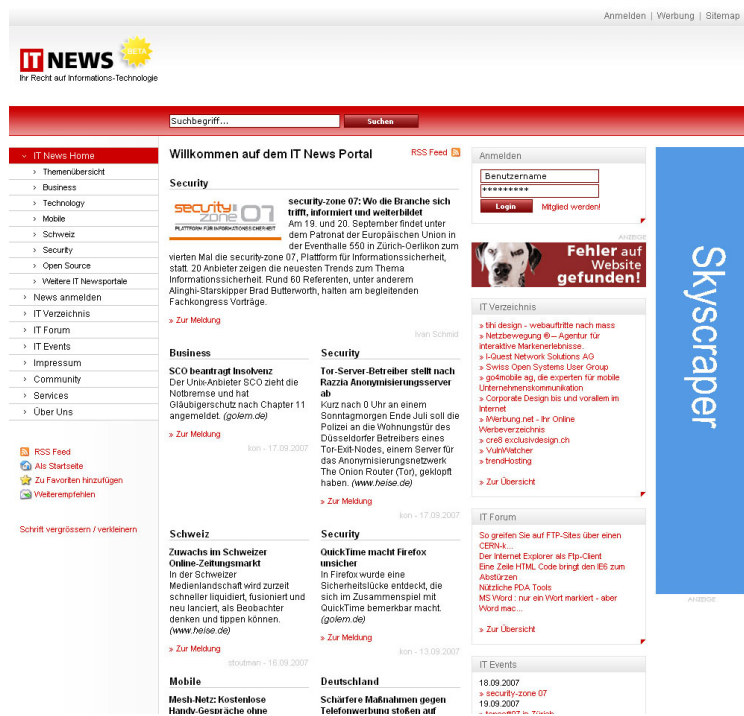 Anmelden | Werbung | Sitemap
IT NEWS BETA
Ihr Recht auf Informations-Technologie
Suchbegriff...
Suchen
IT News Home
Themenübersicht
Business
Technology
Mobile
Schweiz
Security
Open Source
Weitere IT Newsportale
News anmelden
IT Verzeichnis
IT Forum
IT Events
Impressum
Community
Services
Über Uns
RSS Feed
Als Startseite
Zu Favoriten hinzufügen
Weiterempfehlen
Schrift vergrössern / verkleinern
Willkommen auf dem IT News Portal
RSS Feed
Security
security zone 07
PLATTFORM FÜR INFORMATIONSSICHERHEIT
security-zone 07: Wo die Branche sich
trifft, informiert und weiterbildet
Am 19. und 20. September findet unter
dem Patronat der Europäischen Union in
der Eventhalle 550 in Zürich-Oerlikon zum
vierten Mal die security-zone 07, Plattform für Informationssicherheit,
statt. 20 Anbieter zeigen die neuesten Trends zum Thema
Informationssicherheit. Rund 60 Referenten, unter anderem
Alinghi-Starskipper Brad Butterworth, halten am begleitenden
Fachkongress Vorträge.
» Zur Meldung
Ivan Schmid
Business
SCO beantragt Insolvenz
Der Unix-Anbieter SCO zieht die
Notbremse und hat
Gläubigerschutz nach Chapter 11
angemeldet. (golem.de)
» Zur Meldung
kon - 17.09.2007
Security
Tor-Server-Betreiber stellt nach
Razzia Anonymisierungsserver
ab
Kurz nach 0 Uhr an einem
Sonntagmorgen Ende Juli soll die
Polizei an die Wohnungstür des
Düsseldorfer Betreibers eines
Tor-Exit-Nodes, einem Server für
das Anonymisierungsnetzwerk
The Onion Router (Tor), geklopft
haben. (www.heise.de)
» Zur Meldung
kon - 17.09.2007
Schweiz
Zuwachs im Schweizer
Online-Zeitungsmarkt
In der Schweizer
Medienlandschaft wird zurzeit
schneller liquidiert, fusioniert und
neu lanciert, als Beobachter
denken und tippen können.
(www.heise.de)
» Zur Meldung
stoutman - 16.09.2007
Security
QuickTime macht Firefox
unsicher
In Firefox wurde eine
Sicherheitslücke entdeckt, die
sich im Zusammenspiel mit
QuickTime bemerkbar macht.
(golem.de)
» Zur Meldung
kon - 13.09.2007
Mobile
Mesh-Netz: Kostenlose
Handy-Gespräche ohne
Deutschland
Schärfere Maßnahmen gegen
Telefonwerbung stoßen auf
Anmelden
Benutzername
*********
Login
Mitglied werden!
ANZEIGE
Fehler auf
Website
gefunden!
IT Verzeichnis
» tihi design - webauftritte nach mass
» Netzbewegung ® – Agentur für
interaktive Markenerlebnisse.
» I-Quest Network Solutions AG
» Swiss Open Systems User Group
» go4mobile ag, die experten für mobile
Unternehmenskommunikation
» Corporate Design bis und vorallem im
Internet
» IWerbung.net - Ihr Online
Werbeverzeichnis
» cre8 exclusivdesign.ch
» VulnWatcher
» trendHosting
» Zur Übersicht
IT Forum
So greifen Sie auf FTP-Sites über einen
CERN-k...
Der Internet Explorer als Ftp-Client
Eine Zeile HTML Code bringt den IE6 zum
Abstürzen
Nützliche PDA Tools
MS Word : nur ein Wort markiert - aber
Word mac...
» Zur Übersicht
IT Events
18.09.2007
» security-zone 07
19.09.2007
» topsoft07 in Zürich
Skyscraper
ANZEIGE